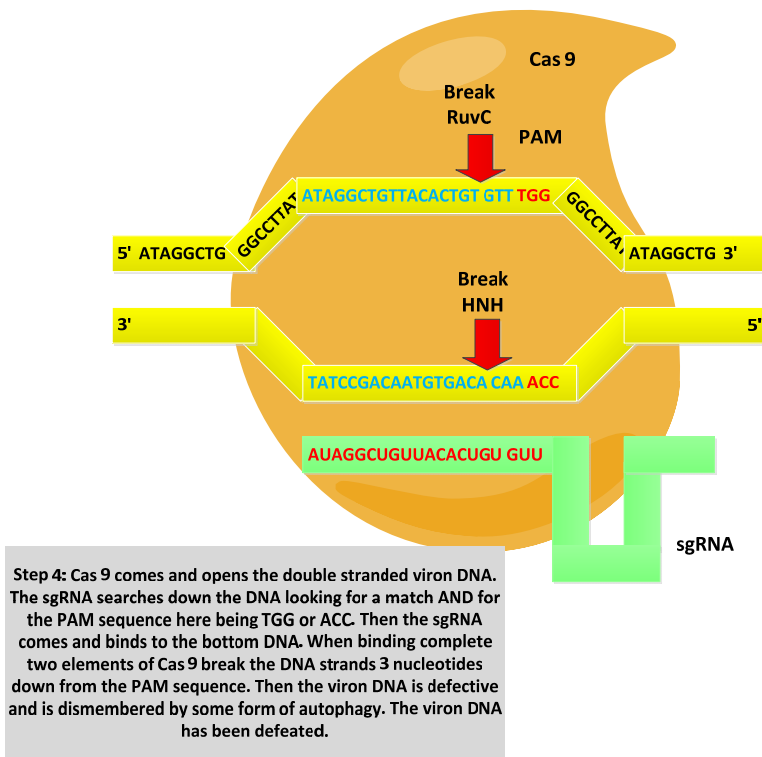 Cas 9
Break
RuvC
PAM
ATAGGCTGTTACACTGT GTT TGG
GGCCTTAT
GGCCTTAT
5' ATAGGCTG
ATAGGCTG 3'
Break
HNH
3'
5'
TATCCGACAATGTGACA CAA ACC
AUAGGCUGUUACACUGU GUU
sgRNA
Step 4: Cas 9 comes and opens the double stranded viron DNA.
The sgRNA searches down the DNA looking for a match AND for
the PAM sequence here being TGG or ACC. Then the sgRNA
comes and binds to the bottom DNA. When binding complete
two elements of Cas 9 break the DNA strands 3 nucleotides
down from the PAM sequence. Then the viron DNA is defective
and is dismembered by some form of autophagy. The viron DNA
has been defeated.